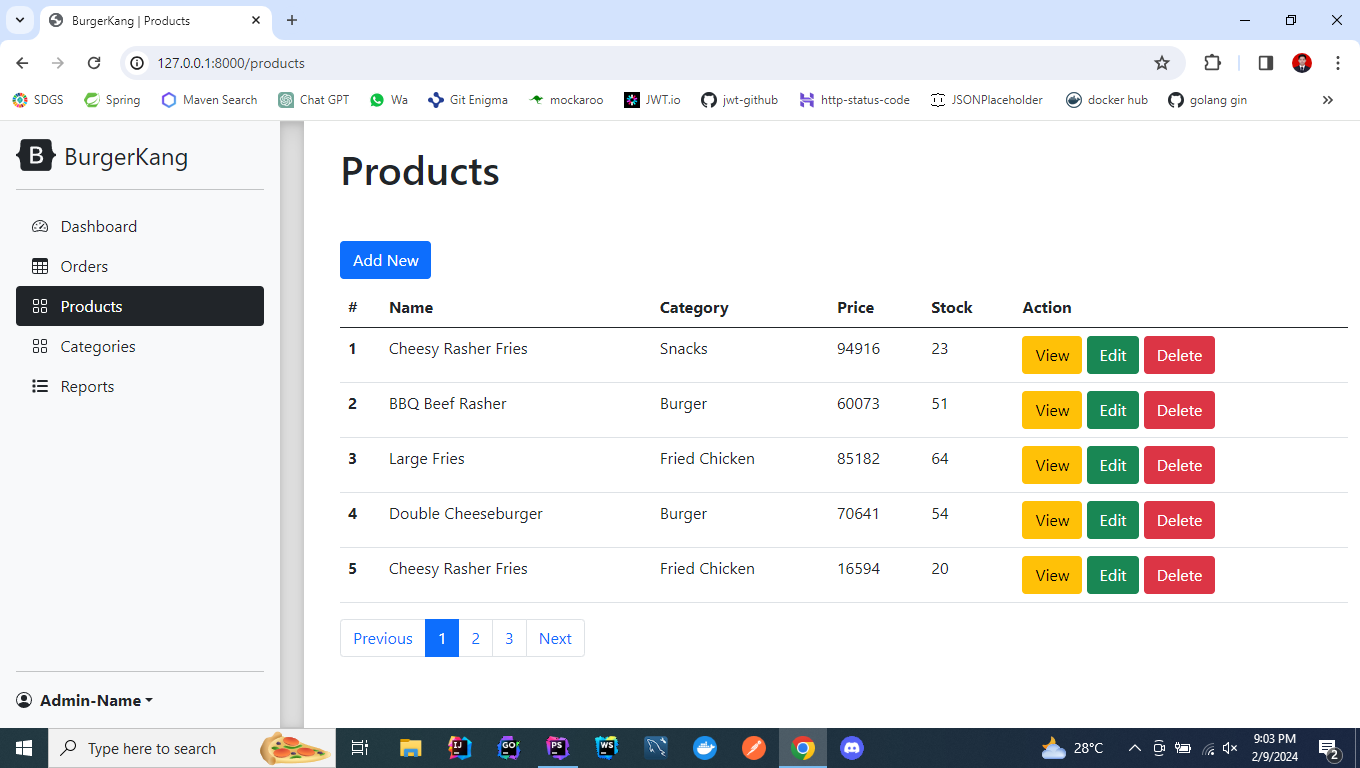 BurgerKang | Products
127.0.0.1:8000/products
SDGS Spring Maven Search Chat GPT Wa Git Enigma mockaroo JWT.io jwt-github http-status-code JSONPlaceholder docker hub golang gin »
B BurgerKang
Dashboard
Orders
Products
Categories
Reports
Admin-Name
Products
Add New
# Name Category Price Stock Action
1 Cheesy Rasher Fries Snacks 94916 23 View Edit Delete
2 BBQ Beef Rasher Burger 60073 51 View Edit Delete
3 Large Fries Fried Chicken 85182 64 View Edit Delete
4 Double Cheeseburger Burger 70641 54 View Edit Delete
5 Cheesy Rasher Fries Fried Chicken 16594 20 View Edit Delete
Previous 1 2 3 Next
Type here to search
IJ GO PS WS
28°C
9:03 PM
2/9/2024
2